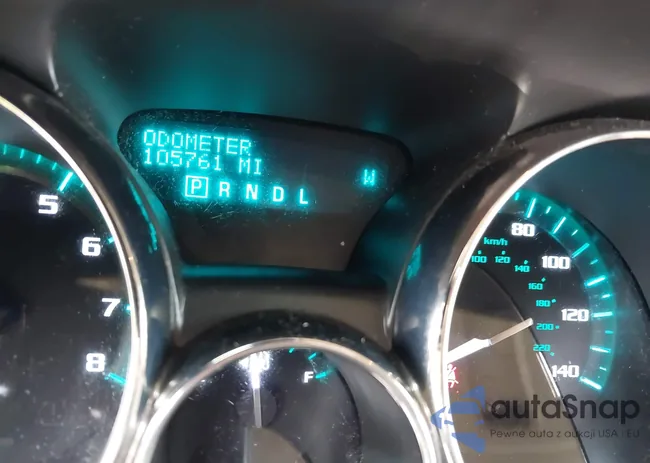 ODOMETER
105761 MI
W
P R N D L
5
6
7
8
F
80
100
120
140
km/h
100 120 140
160
180
200
220
autaSnap
Pewne auta z aukcji USA i EU